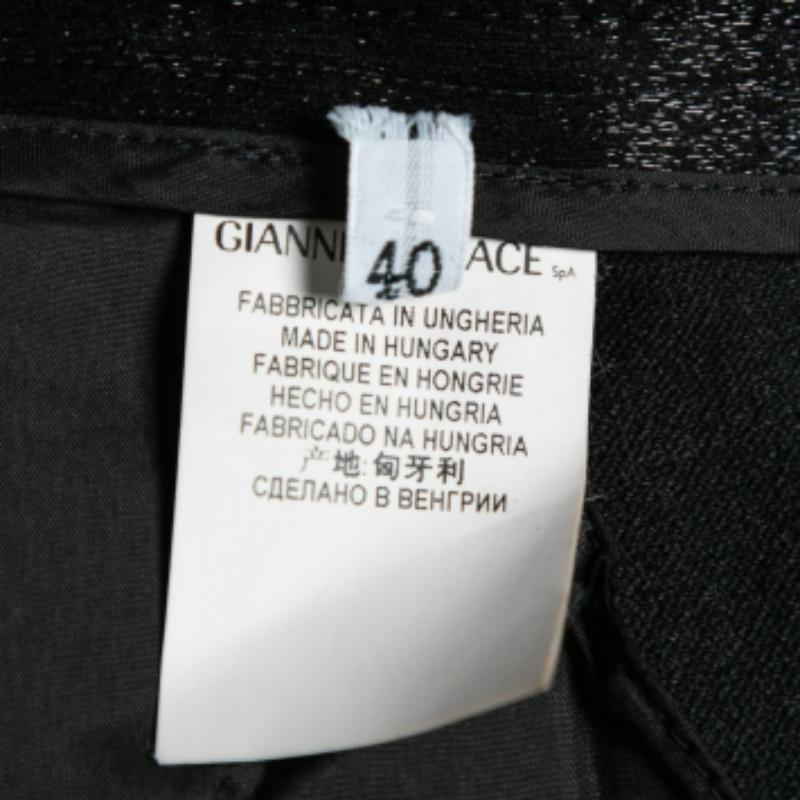 40
GIANNI ACE SpA
FABBRICATA IN UNGHERIA
MADE IN HUNGARY
FABRIQUE EN HONGRIE
HECHO EN HUNGRIA
FABRICADO NA HUNGRIA
产地:匈牙利
СДЕЛАНО В ВЕНГРИИ